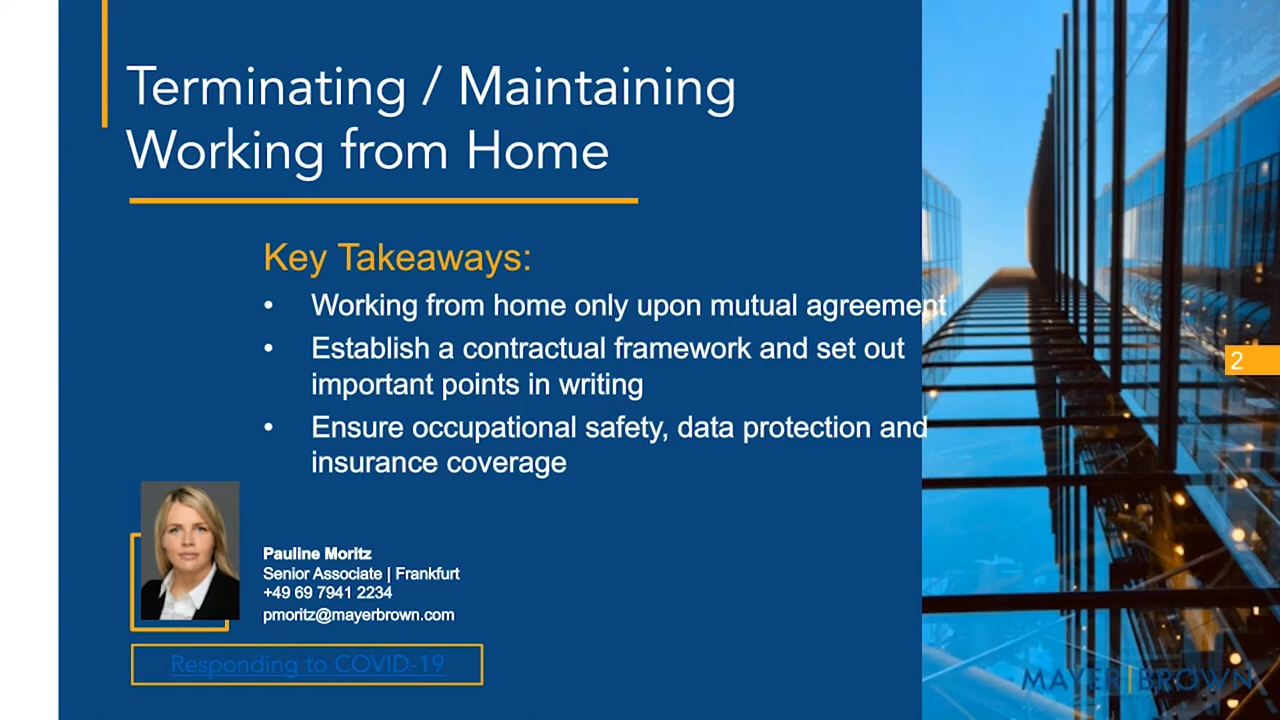 Terminating / Maintaining
Working from Home
Key Takeaways:
• Working from home only upon mutual agreement
• Establish a contractual framework and set out
important points in writing
• Ensure occupational safety, data protection and
insurance coverage
2
Pauline Moritz
Senior Associate | Frankfurt
+49 69 7941 2234
pmoritz@mayerbrown.com
Responding to COVID-19
MAYER|BROWN